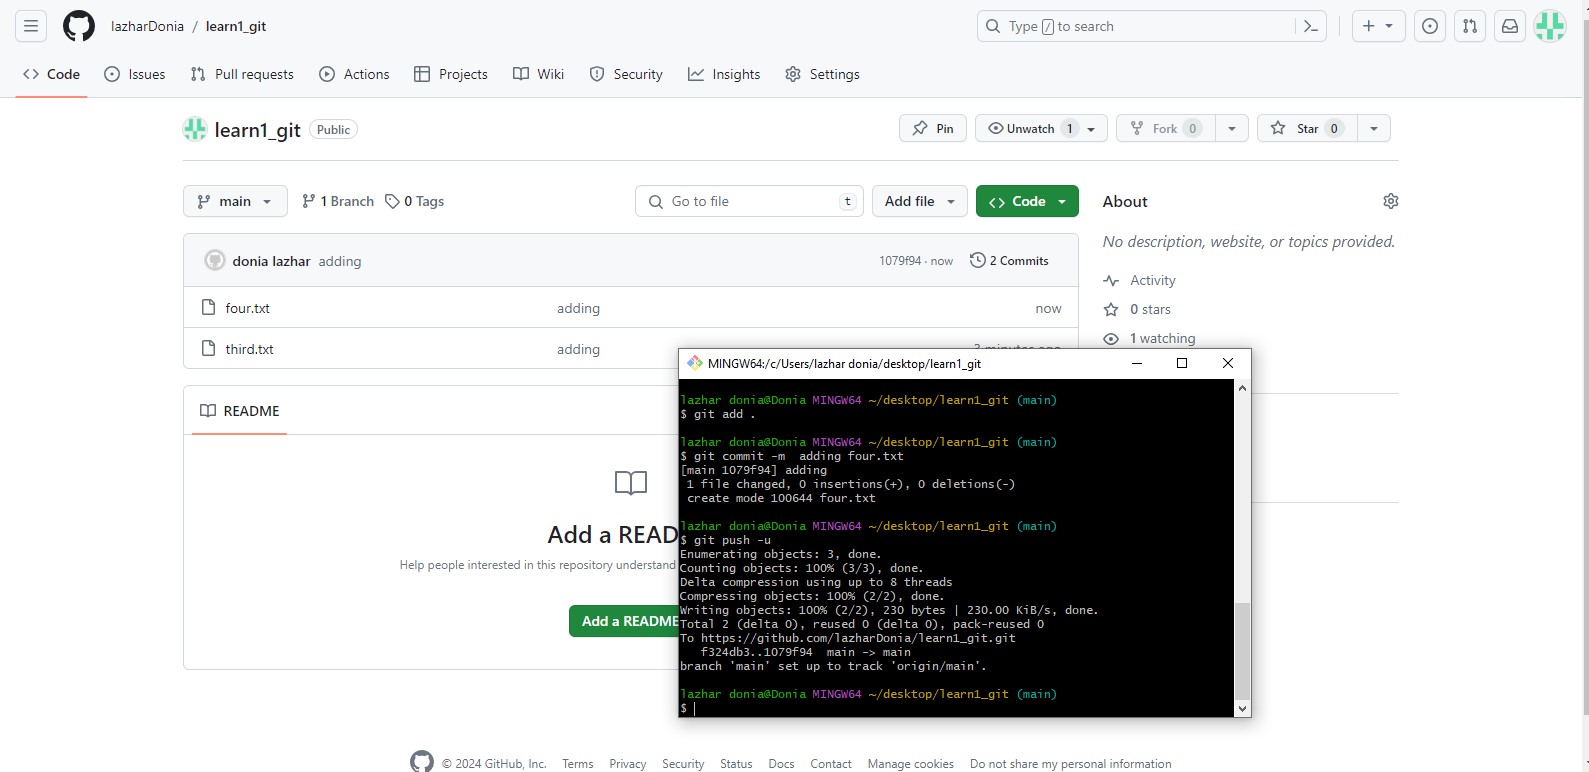 lazharDonia / learn1_git
Type / to search
Code Issues Pull requests Actions Projects Wiki Security Insights Settings
learn1_git Public
Pin Unwatch 1 Fork 0 Star 0
main 1 Branch 0 Tags
Go to file t Add file Code
donia lazhar adding 1079f94 · now 2 Commits
four.txt adding now
third.txt adding 3 minutes ago
README
Add a READ
Help people interested in this repository understand
Add a README
About
No description, website, or topics provided.
Activity
0 stars
1 watching
MINGW64:/c/Users/lazhar donia/desktop/learn1_git
lazhar donia@Donia MINGW64 ~/desktop/learn1_git (main)
$ git add .
lazhar donia@Donia MINGW64 ~/desktop/learn1_git (main)
$ git commit -m  adding four.txt
[main 1079f94] adding
 1 file changed, 0 insertions(+), 0 deletions(-)
 create mode 100644 four.txt
lazhar donia@Donia MINGW64 ~/desktop/learn1_git (main)
$ git push -u
Enumerating objects: 3, done.
Counting objects: 100% (3/3), done.
Delta compression using up to 8 threads
Compressing objects: 100% (2/2), done.
Writing objects: 100% (2/2), 230 bytes | 230.00 KiB/s, done.
Total 2 (delta 0), reused 0 (delta 0), pack-reused 0
To https://github.com/lazharDonia/learn1_git.git
   f324db3..1079f94  main -> main
branch 'main' set up to track 'origin/main'.
lazhar donia@Donia MINGW64 ~/desktop/learn1_git (main)
$
© 2024 GitHub, Inc. Terms Privacy Security Status Docs Contact Manage cookies Do not share my personal information